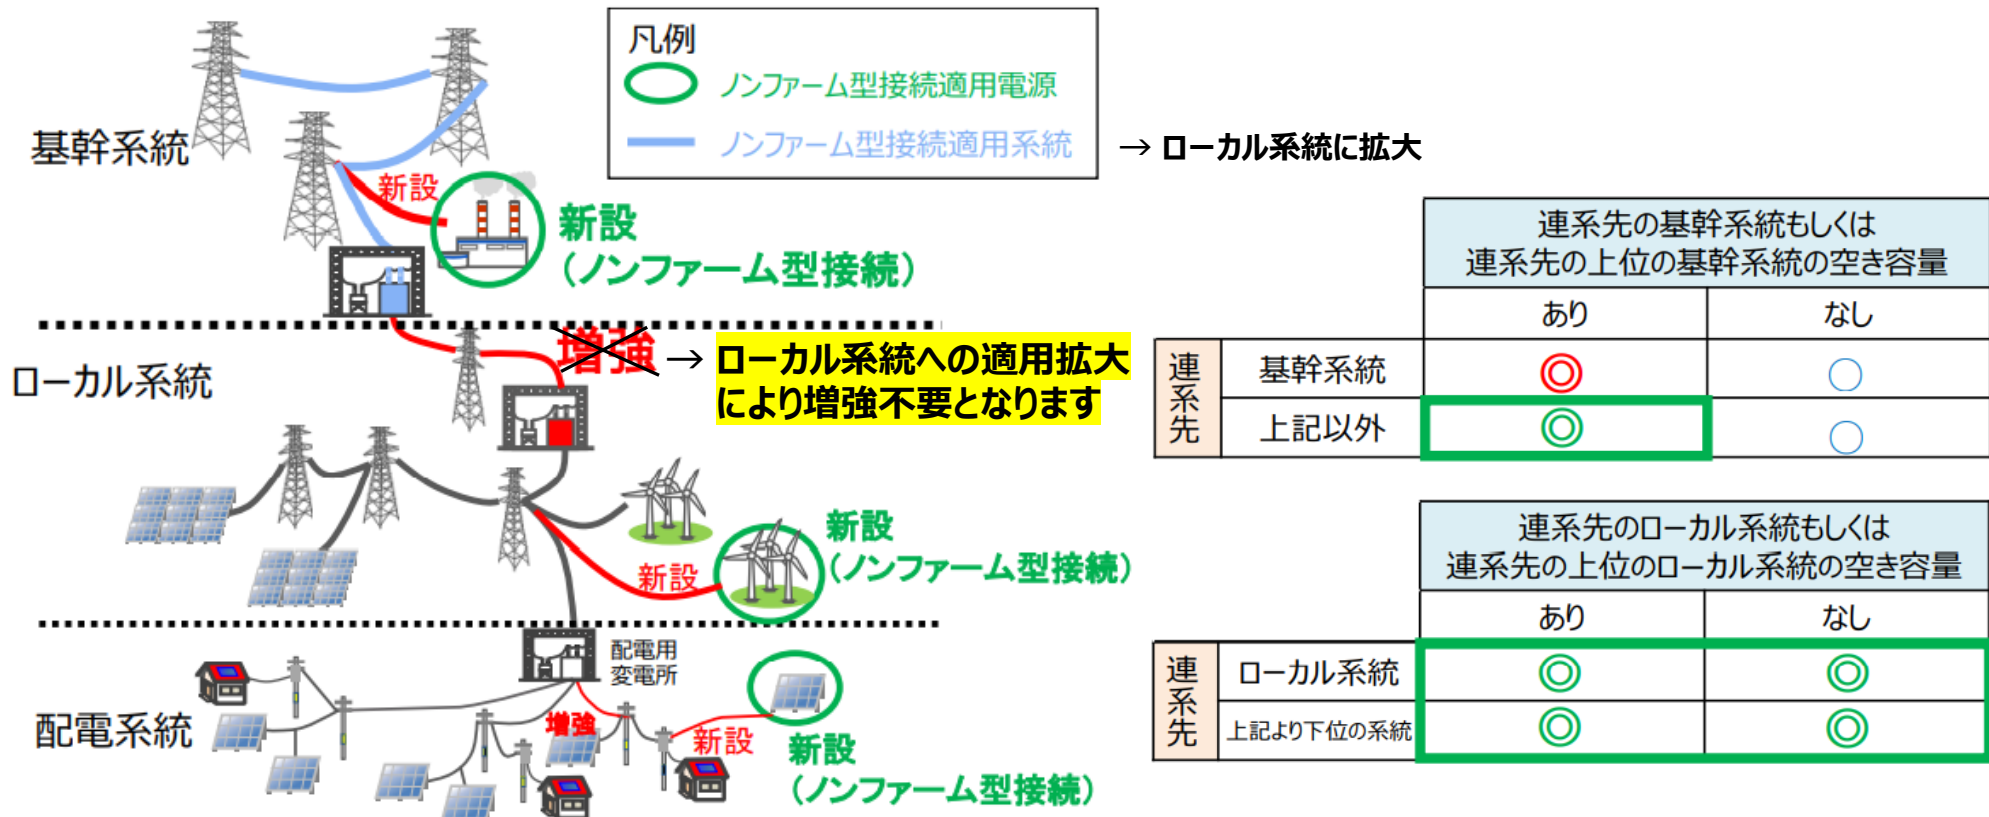 凡例
ノンファーム型接続適用電源
ノンファーム型接続適用系統
→ ローカル系統に拡大
基幹系統
新設
新設
(ノンファーム型接続)
増強
→ ローカル系統への適用拡大
により増強不要となります
ローカル系統
新設
新設
(ノンファーム型接続)
配電用
変電所
配電系統
増強
新設
新設
(ノンファーム型接続)
連系先の基幹系統もしくは
連系先の上位の基幹系統の空き容量
あり なし
連系先
基幹系統 ◎ ○
上記以外 ◎ ○
連系先のローカル系統もしくは
連系先の上位のローカル系統の空き容量
あり なし
連系先
ローカル系統 ◎ ◎
上記より下位の系統 ◎ ◎